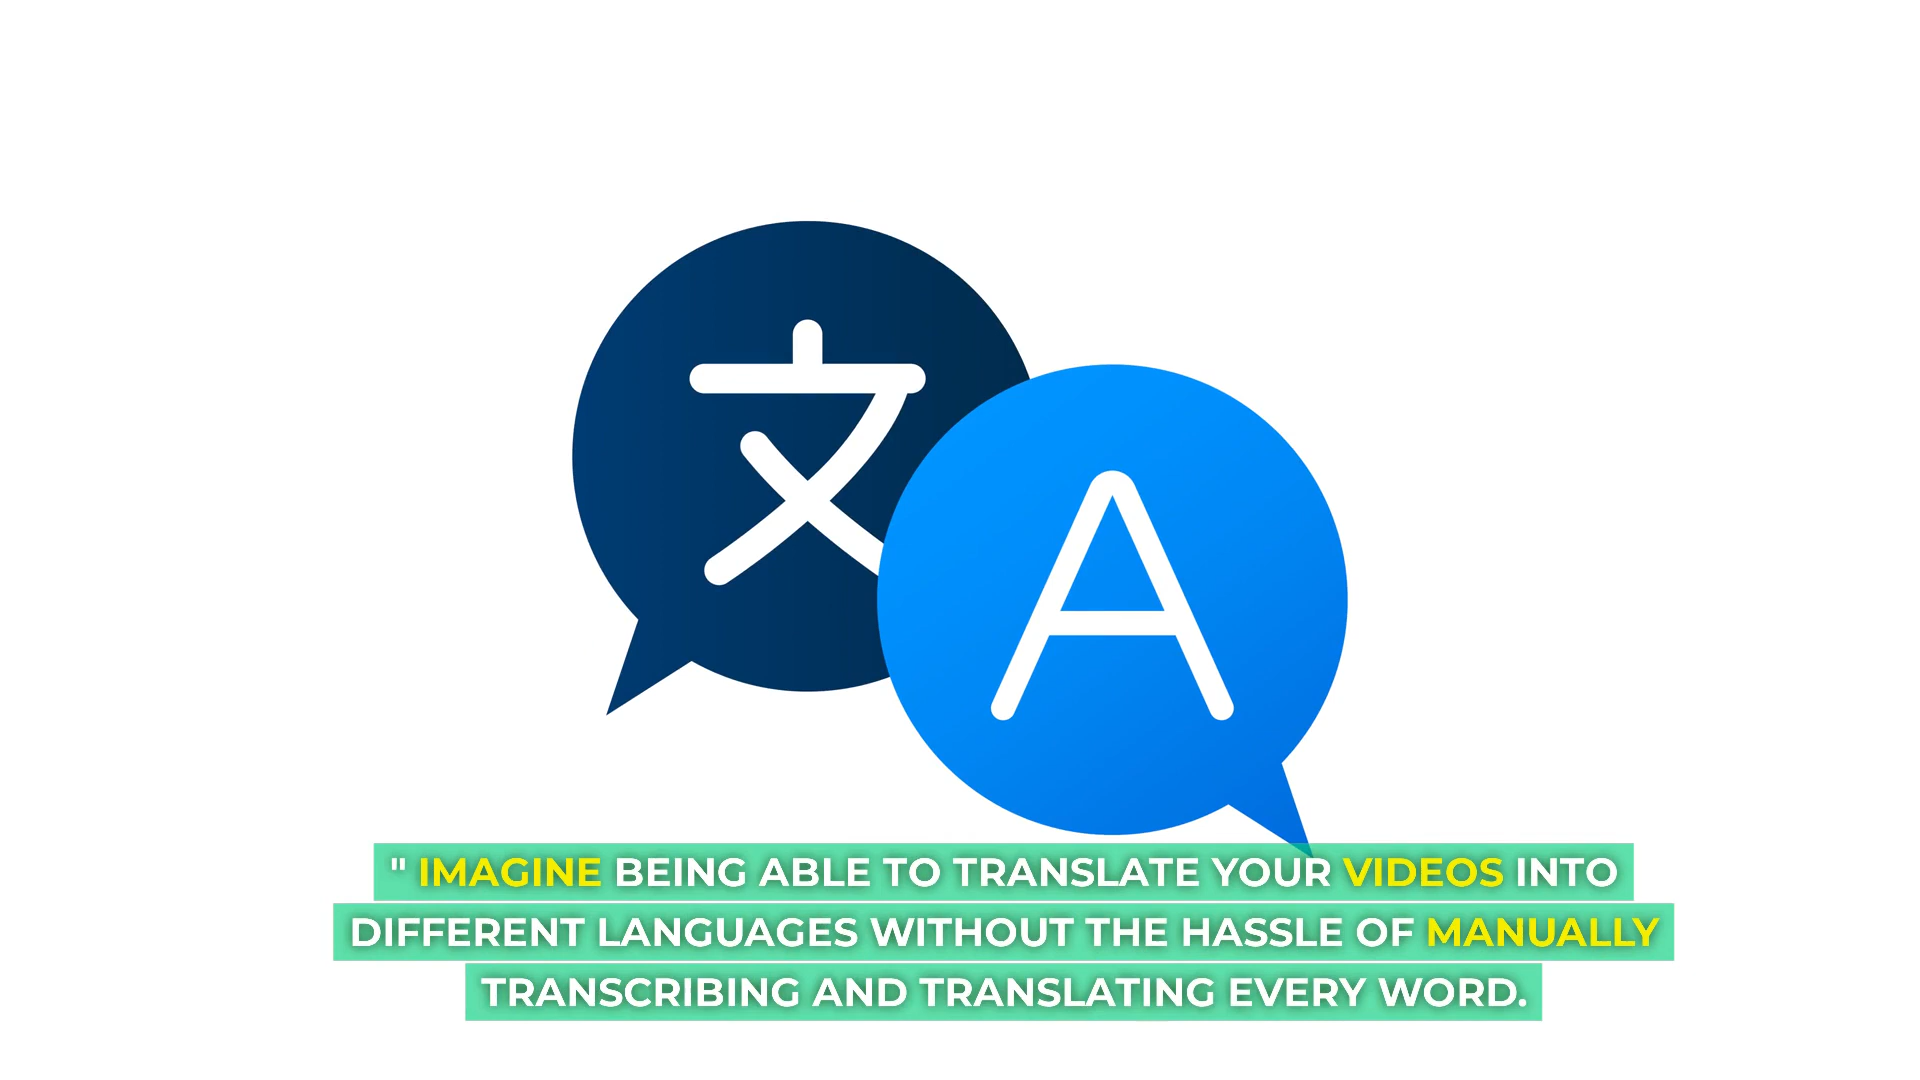 文
A
" IMAGINE BEING ABLE TO TRANSLATE YOUR VIDEOS INTO
DIFFERENT LANGUAGES WITHOUT THE HASSLE OF MANUALLY
TRANSCRIBING AND TRANSLATING EVERY WORD.